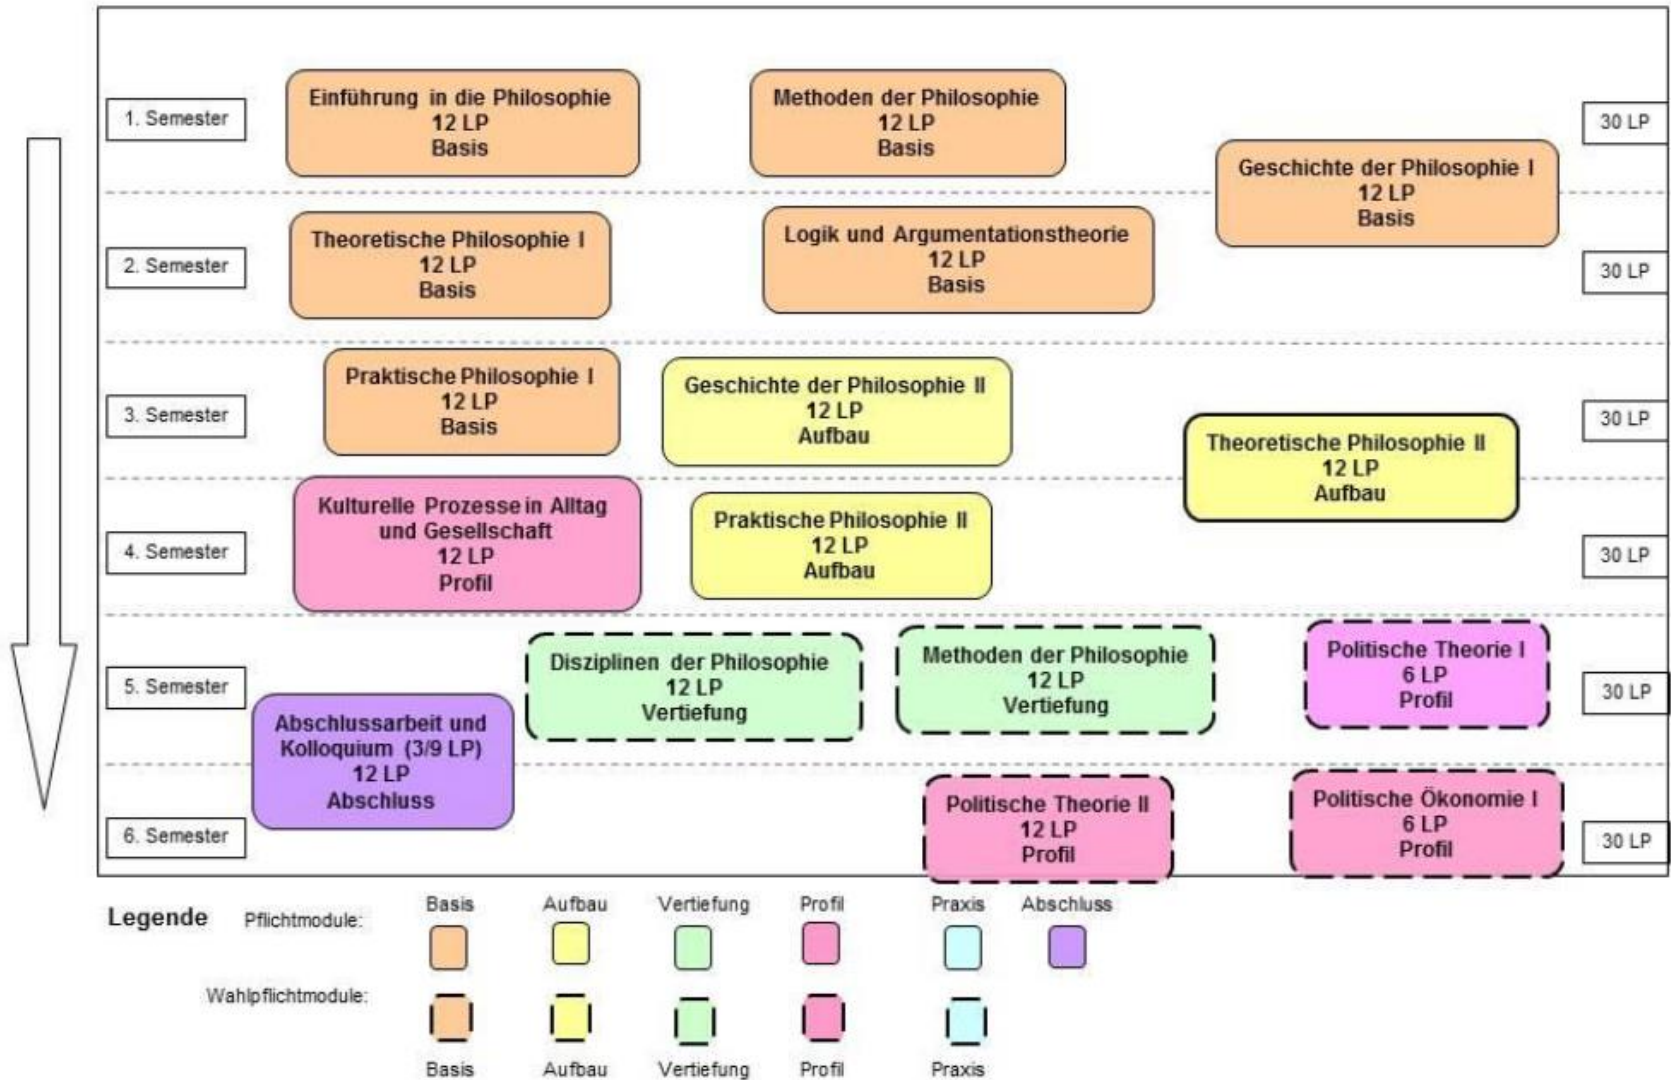 1. Semester
Einführung in die Philosophie
12 LP
Basis
Methoden der Philosophie
12 LP
Basis
30 LP
Geschichte der Philosophie I
12 LP
Basis
2. Semester
Theoretische Philosophie I
12 LP
Basis
Logik und Argumentationstheorie
12 LP
Basis
30 LP
3. Semester
Praktische Philosophie I
12 LP
Basis
Geschichte der Philosophie II
12 LP
Aufbau
30 LP
Theoretische Philosophie II
12 LP
Aufbau
4. Semester
Kulturelle Prozesse in Alltag
und Gesellschaft
12 LP
Profil
Praktische Philosophie II
12 LP
Aufbau
30 LP
5. Semester
Disziplinen der Philosophie
12 LP
Vertiefung
Methoden der Philosophie
12 LP
Vertiefung
Politische Theorie I
6 LP
Profil
30 LP
Abschlussarbeit und
Kolloquium (3/9 LP)
12 LP
Abschluss
6. Semester
Politische Theorie II
12 LP
Profil
Politische Ökonomie I
6 LP
Profil
30 LP
Legende
Pflichtmodule:
Basis
Aufbau
Vertiefung
Profil
Praxis
Abschluss
Wahlpflichtmodule:
Basis
Aufbau
Vertiefung
Profil
Praxis